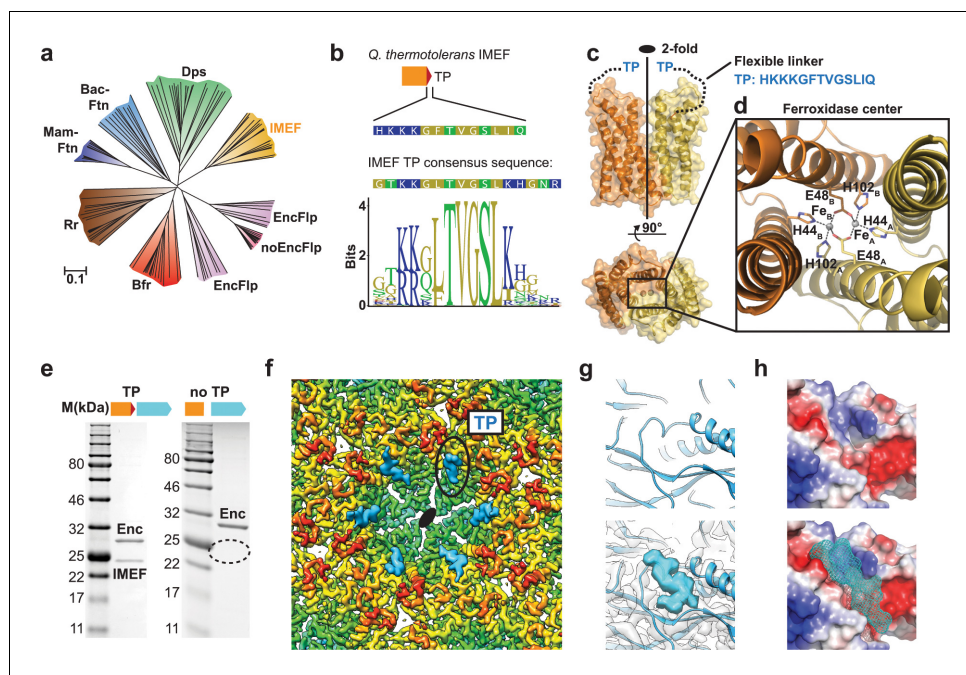 a
Dps
Bac-
Ftn
IMEF
Mam-
Ftn
Rr
EncFlp
noEncFlp
0.1
Bfr
EncFlp
b
Q. thermotolerans IMEF
TP
HKKKGFTVGSLIQ
IMEF TP consensus sequence:
GTKKGLTVGSLKHGNR
Bits
4
2
0
c
2-fold
TP TP
Flexible linker
TP: HKKKGFTVGSLIQ
90°
d
Ferroxidase center
E48B
H102B
FeB
H44B
H44A
FeA
H102A
E48A
e
TP
no TP
M(kDa)
80
46
32
25
22
17
11
Enc
IMEF
80
46
32
25
22
17
11
Enc
f
TP
g
h